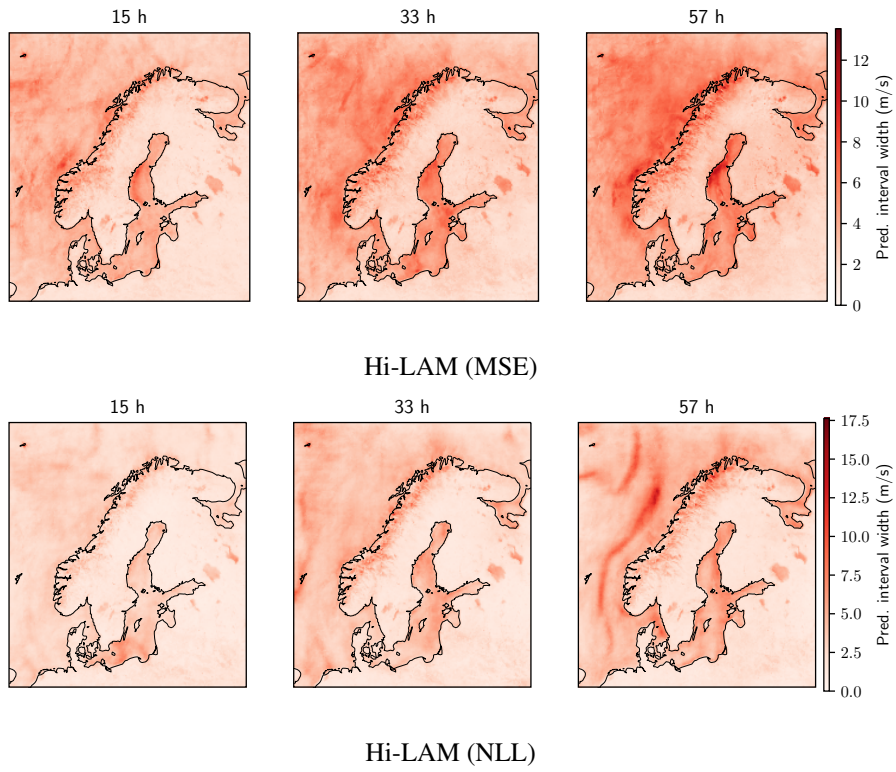 15 h
33 h
57 h
12
10
8
6
4
2
0
Pred. interval width (m/s)
Hi-LAM (MSE)
15 h
33 h
57 h
17.5
15.0
12.5
10.0
7.5
5.0
2.5
0.0
Pred. interval width (m/s)
Hi-LAM (NLL)